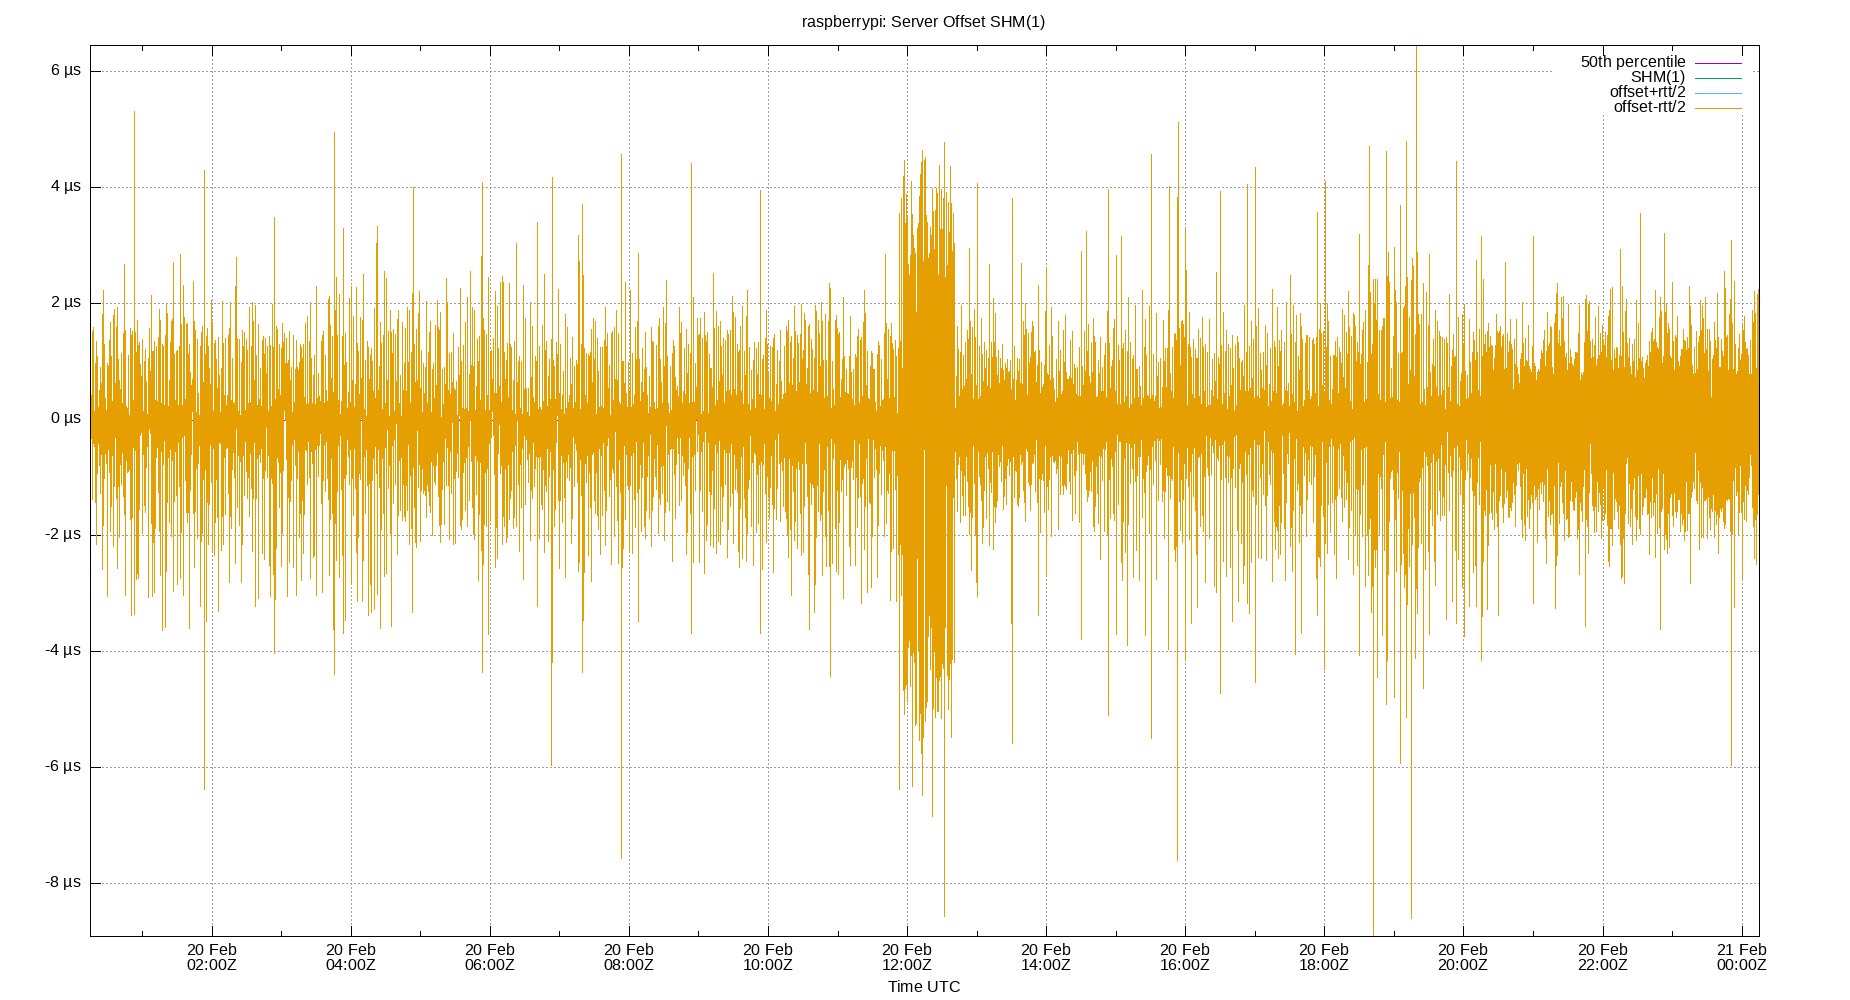 raspberrypi: Server Offset SHM(1)
50th percentile
SHM(1)
offset+rtt/2
offset-rtt/2
6 µs
4 µs
2 µs
0 µs
-2 µs
-4 µs
-6 µs
-8 µs
20 Feb 20 Feb 20 Feb 20 Feb 20 Feb 20 Feb 20 Feb 20 Feb 20 Feb 20 Feb 20 Feb 21 Feb
02:00Z 04:00Z 06:00Z 08:00Z 10:00Z 12:00Z 14:00Z 16:00Z 18:00Z 20:00Z 22:00Z 00:00Z
Time UTC